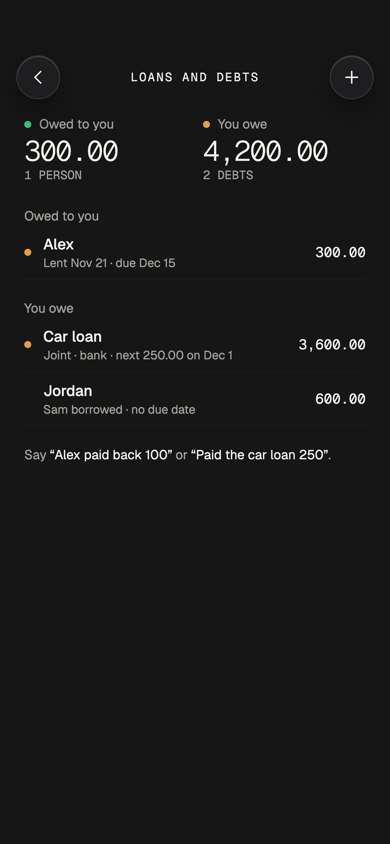 LOANS AND DEBTS
Owed to you
300.00
1 PERSON
You owe
4,200.00
2 DEBTS
Owed to you
Alex
Lent Nov 21 · due Dec 15
300.00
You owe
Car loan
Joint · bank · next 250.00 on Dec 1
3,600.00
Jordan
Sam borrowed · no due date
600.00
Say “Alex paid back 100” or “Paid the car loan 250”.